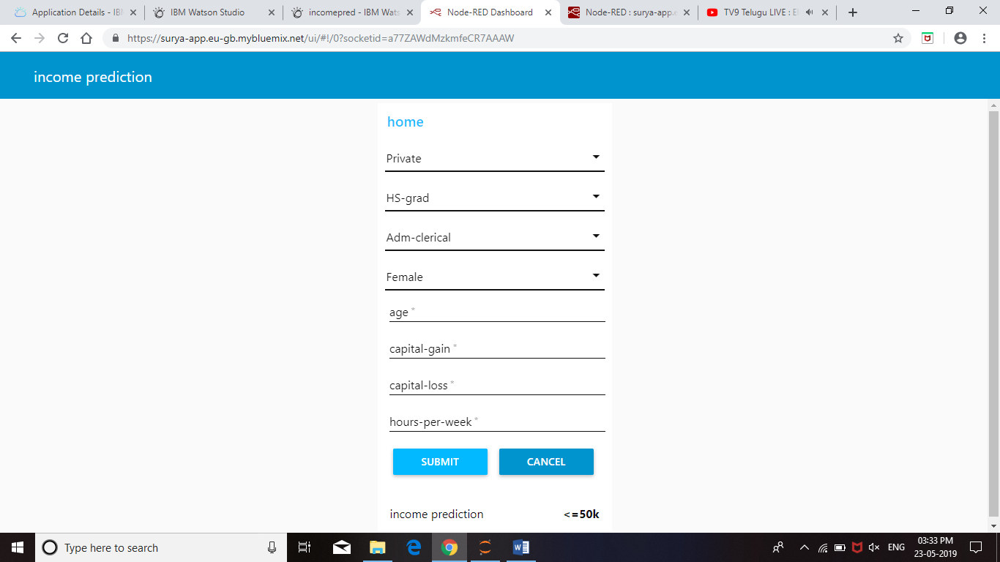 Application Details - IB
IBM Watson Studio
incomepred - IBM Wats
Node-RED Dashboard
Node-RED : surya-app.e
TV9 Telugu LIVE : El
https://surya-app.eu-gb.mybluemix.net/ui/#!/0?socketid=a77ZAWdMzkmfeCR7AAAW
income prediction
home
Private
HS-grad
Adm-clerical
Female
age *
capital-gain *
capital-loss *
hours-per-week *
SUBMIT CANCEL
income prediction <=50k
Type here to search
ENG
03:33 PM
23-05-2019